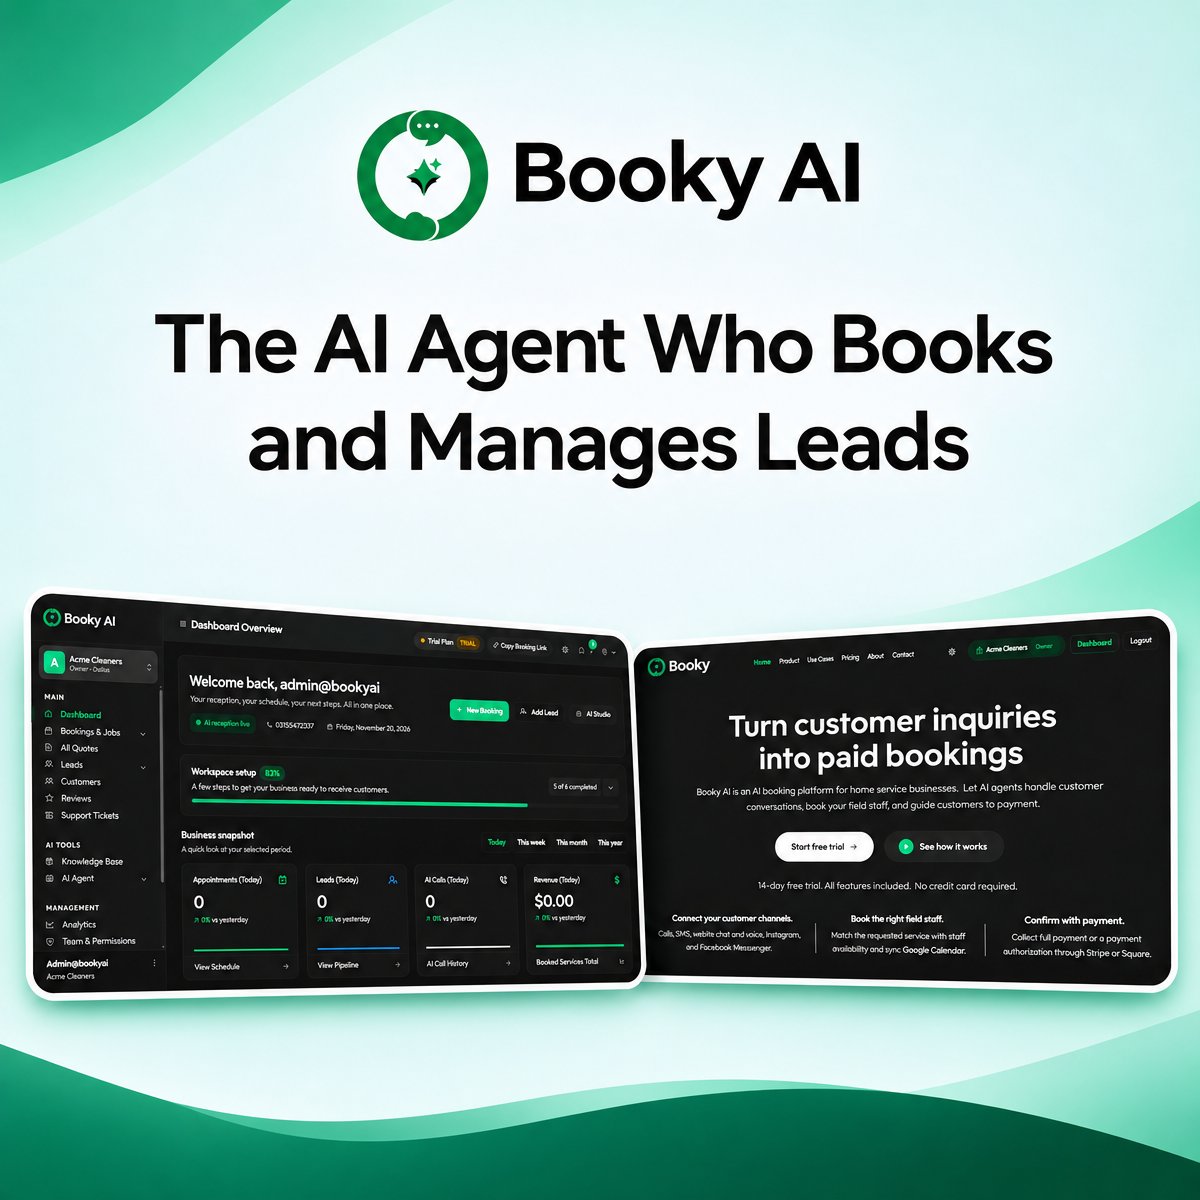 Booky AI
The AI Agent Who Books
and Manages Leads
Booky AI
A
Acme Cleaners
Owner - Dallas
MAIN
Dashboard
Bookings & Jobs
All Quotes
Leads
Customers
Reviews
Support Tickets
AI TOOLS
Knowledge Base
AI Agent
MANAGEMENT
Analytics
Team & Permissions
Admin@bookyai
Acme Cleaners
Dashboard Overview
Trial Plan TRIAL
Copy Booking Link
Welcome back, admin@bookyai
Your reception, your schedule, your next steps. All in one place.
AI reception live
Friday, November 20, 2026
+ New Booking
Add Lead
AI Studio
Workspace setup 83%
A few steps to get your business ready to receive customers.
5 of 6 completed
Business snapshot
A quick look at your selected period.
Today This week This month This year
Appointments (Today)
0
0% vs yesterday
View Schedule
Leads (Today)
0
0% vs yesterday
View Pipeline
AI Calls (Today)
0
0% vs yesterday
AI Call History
Revenue (Today)
$0.00
0% vs yesterday
Booked Services Total
Booky
Home Product Use Cases Pricing About Contact
Acme Cleaners Owner
Dashboard
Logout
Turn customer inquiries
into paid bookings
Booky AI is an AI booking platform for home service businesses. Let AI agents handle customer
conversations, book your field staff, and guide customers to payment.
Start free trial →
See how it works
14-day free trial. All features included. No credit card required.
Connect your customer channels.
Calls, SMS, website chat and voice, Instagram,
and Facebook Messenger.
Book the right field staff.
Match the requested service with staff
availability and sync Google Calendar.
Confirm with payment.
Collect full payment or a payment
authorization through Stripe or Square.